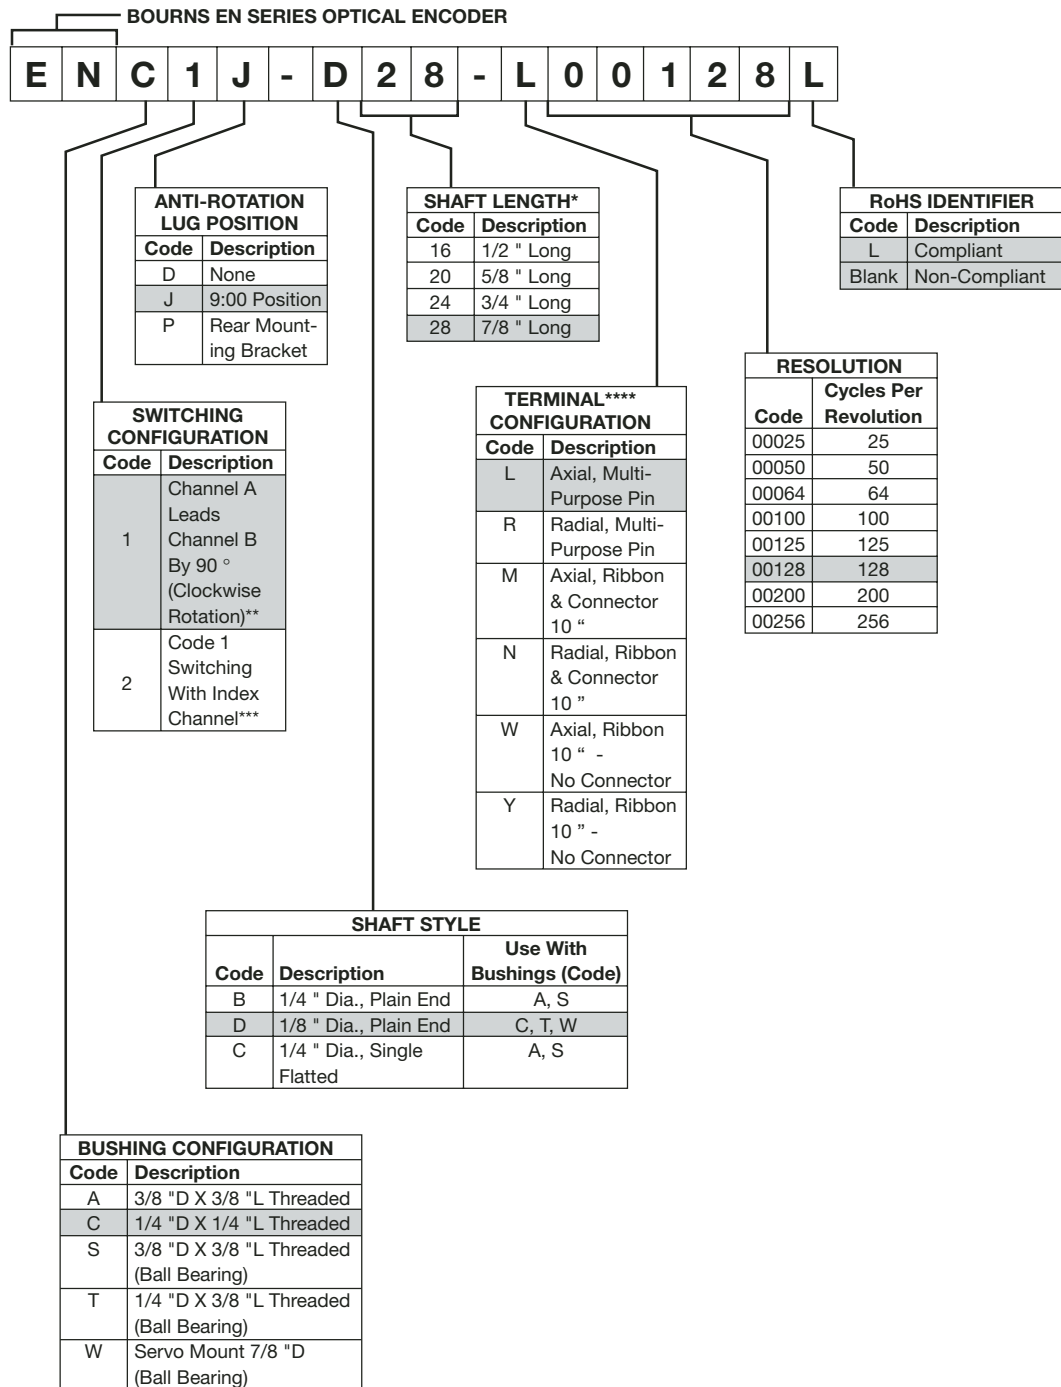 BOURNS EN SERIES OPTICAL ENCODER
E N C 1 J - D 2 8 - L 0 0 1 2 8 L
ANTI-ROTATION
LUG POSITION
Code Description
D None
J 9:00 Position
P Rear Mount-
ing Bracket
SHAFT LENGTH*
Code Description
16 1/2 " Long
20 5/8 " Long
24 3/4 " Long
28 7/8 " Long
RoHS IDENTIFIER
Code Description
L Compliant
Blank Non-Compliant
SWITCHING
CONFIGURATION
Code Description
Channel A
Leads
1 Channel B
By 90 °
(Clockwise
Rotation)**
Code 1
Switching
2 With Index
Channel***
TERMINAL****
CONFIGURATION
Code Description
L Axial, Multi-
Purpose Pin
R Radial, Multi-
Purpose Pin
M Axial, Ribbon
& Connector
10 “
N Radial, Ribbon
& Connector
10 ”
W Axial, Ribbon
10 “ -
No Connector
Y Radial, Ribbon
10 ” -
No Connector
RESOLUTION
Cycles Per
Code Revolution
00025 25
00050 50
00064 64
00100 100
00125 125
00128 128
00200 200
00256 256
SHAFT STYLE
Use With
Code Description Bushings (Code)
B 1/4 " Dia., Plain End A, S
D 1/8 " Dia., Plain End C, T, W
C 1/4 " Dia., Single A, S
Flatted
BUSHING CONFIGURATION
Code Description
A 3/8 "D X 3/8 "L Threaded
C 1/4 "D X 1/4 "L Threaded
S 3/8 "D X 3/8 "L Threaded
(Ball Bearing)
T 1/4 "D X 3/8 "L Threaded
(Ball Bearing)
W Servo Mount 7/8 "D
(Ball Bearing)